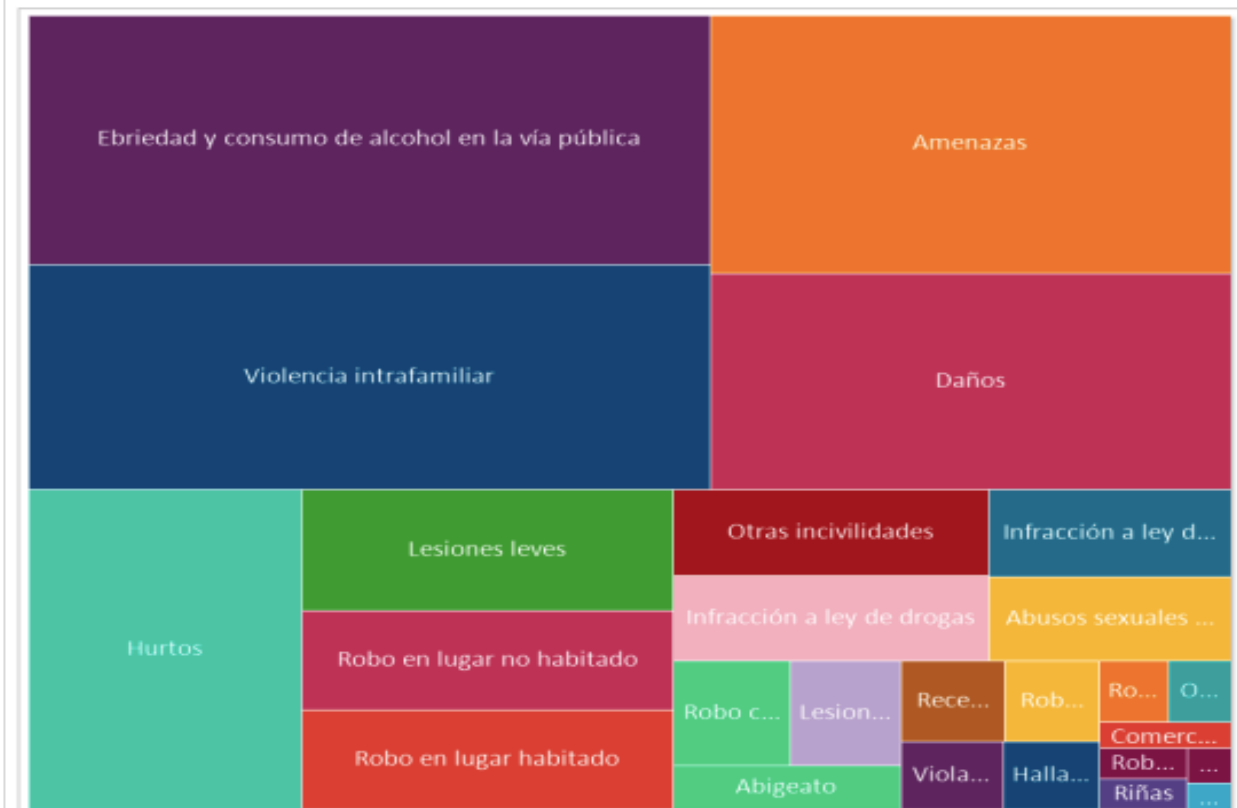 Ebriedad y consumo de alcohol en la vía pública
Amenazas
Violencia intrafamiliar
Daños
Hurtos
Lesiones leves
Robo en lugar no habitado
Robo en lugar habitado
Otras incivilidades
Infracción a ley d...
Infracción a ley de drogas
Abusos sexuales ...
Robo c...
Lesion...
Abigeato
Rece...
Rob...
Viola...
Halla...
Ro...
O...
Comerc...
Rob...
...
Riñas
...